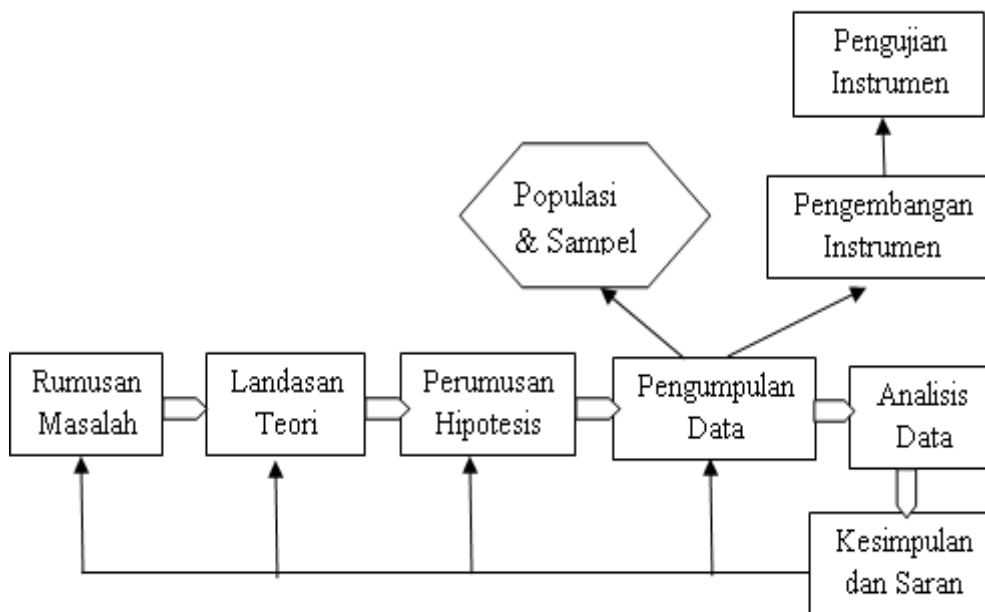 Pengujian
Instrumen
Populasi
& Sampel
Pengembangan
Instrumen
Rumusan
Masalah
Landasan
Teori
Perumusan
Hipotesis
Pengumpulan
Data
Analisis
Data
Kesimpulan
dan Saran